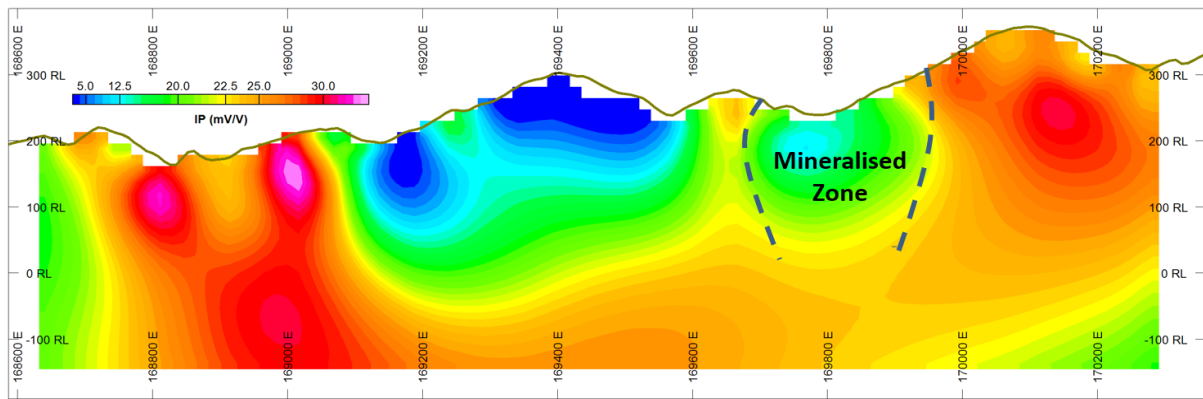 168600 E
168800 E
169000 E
169200 E
169400 E
169600 E
169800 E
170000 E
170200 E
300 RL
300 RL
5.0 12.5 20.0 22.5 25.0 30.0
IP (mV/V)
200 RL
200 RL
Mineralised
Zone
100 RL
100 RL
0 RL
0 RL
-100 RL
-100 RL
168600 E
168800 E
169000 E
169200 E
169400 E
169600 E
169800 E
170000 E
170200 E